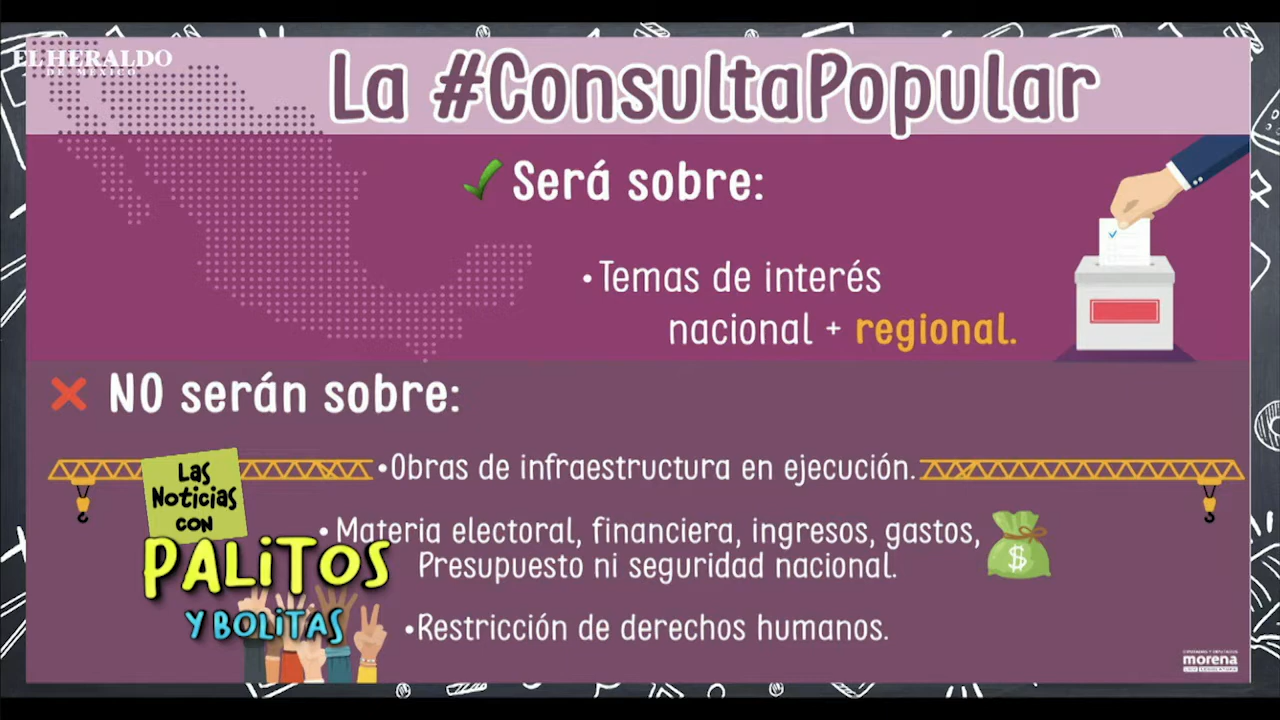 EL HERALDO
DE MÉXICO
La #ConsultaPopular
Será sobre:
•Temas de interés
nacional + regional.
NO serán sobre:
•Obras de infraestructura en ejecución.
• Materia electoral, financiera, ingresos, gastos,
Presupuesto ni seguridad nacional.
•Restricción de derechos humanos.
Las
Noticias
con
PALiTOS
Y BOLiTAS
$
morena